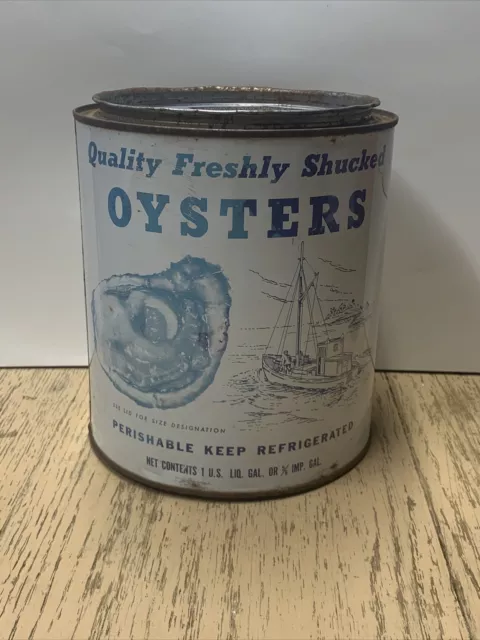 Quality Freshly Shucked
OYSTERS
SEE LID FOR SIZE DESIGNATION
PERISHABLE KEEP REFRIGERATED
NET CONTENTS 1 U.S. LIQ. GAL. OR ⅚ IMP. GAL.